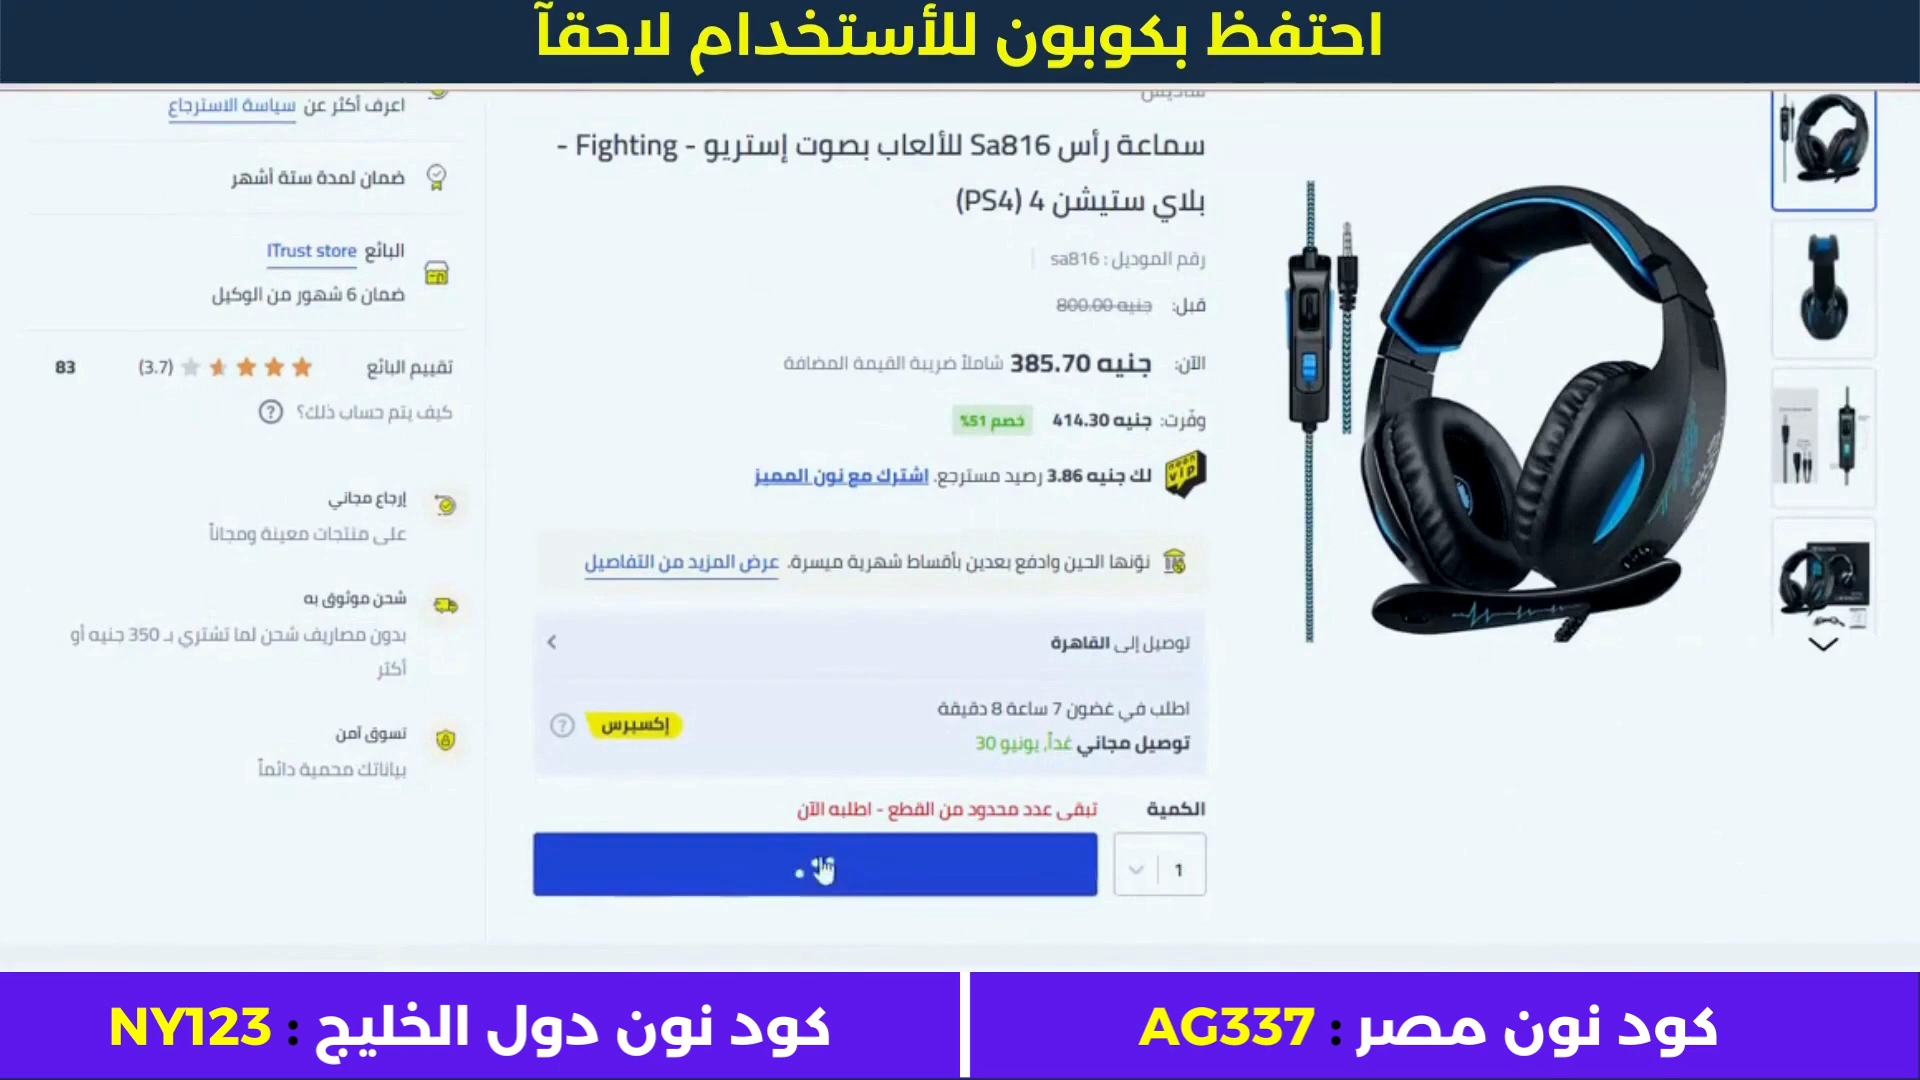 احتفظ بكوبون للأستخدام لاحقآ
ساديس
سماعة رأس Sa816 للألعاب بصوت إستريو - Fighting -
بلاي ستيشن 4 (PS4)
رقم الموديل : sa816
قبل: جنيه 800.00
الآن: جنيه 385.70 شاملاً ضريبة القيمة المضافة
وفّرت: جنيه 414.30 خصم 51%
noon vip
لك جنيه 3.86 رصيد مسترجع. اشترك مع نون المميز
نوّنها الحين وادفع بعدين بأقساط شهرية ميسرة. عرض المزيد من التفاصيل
توصيل إلى القاهرة
اطلب في غضون 7 ساعة 8 دقيقة
توصيل مجاني غداً, يونيو 30
إكسبرس
الكمية
تبقى عدد محدود من القطع - اطلبه الآن
1
اعرف أكثر عن سياسة الاسترجاع
ضمان لمدة ستة أشهر
البائع ITrust store
ضمان 6 شهور من الوكيل
تقييم البائع (3.7) 83
كيف يتم حساب ذلك؟
إرجاع مجاني
على منتجات معينة ومجاناً
شحن موثوق به
بدون مصاريف شحن لما تشتري بـ 350 جنيه أو
أكثر
تسوق آمن
بياناتك محمية دائماً
كود نون مصر : AG337
كود نون دول الخليج : NY123